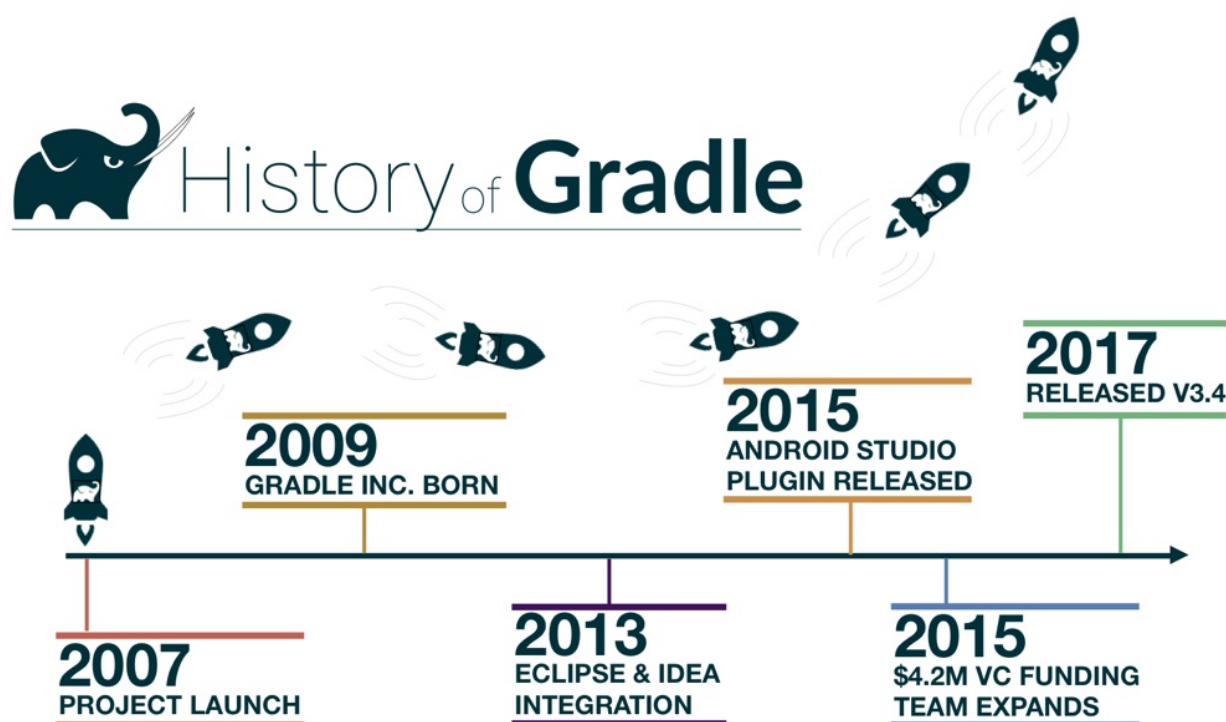 History of Gradle
2007
PROJECT LAUNCH
2009
GRADLE INC. BORN
2013
ECLIPSE & IDEA
INTEGRATION
2015
ANDROID STUDIO
PLUGIN RELEASED
2015
$4.2M VC FUNDING
TEAM EXPANDS
2017
RELEASED V3.4